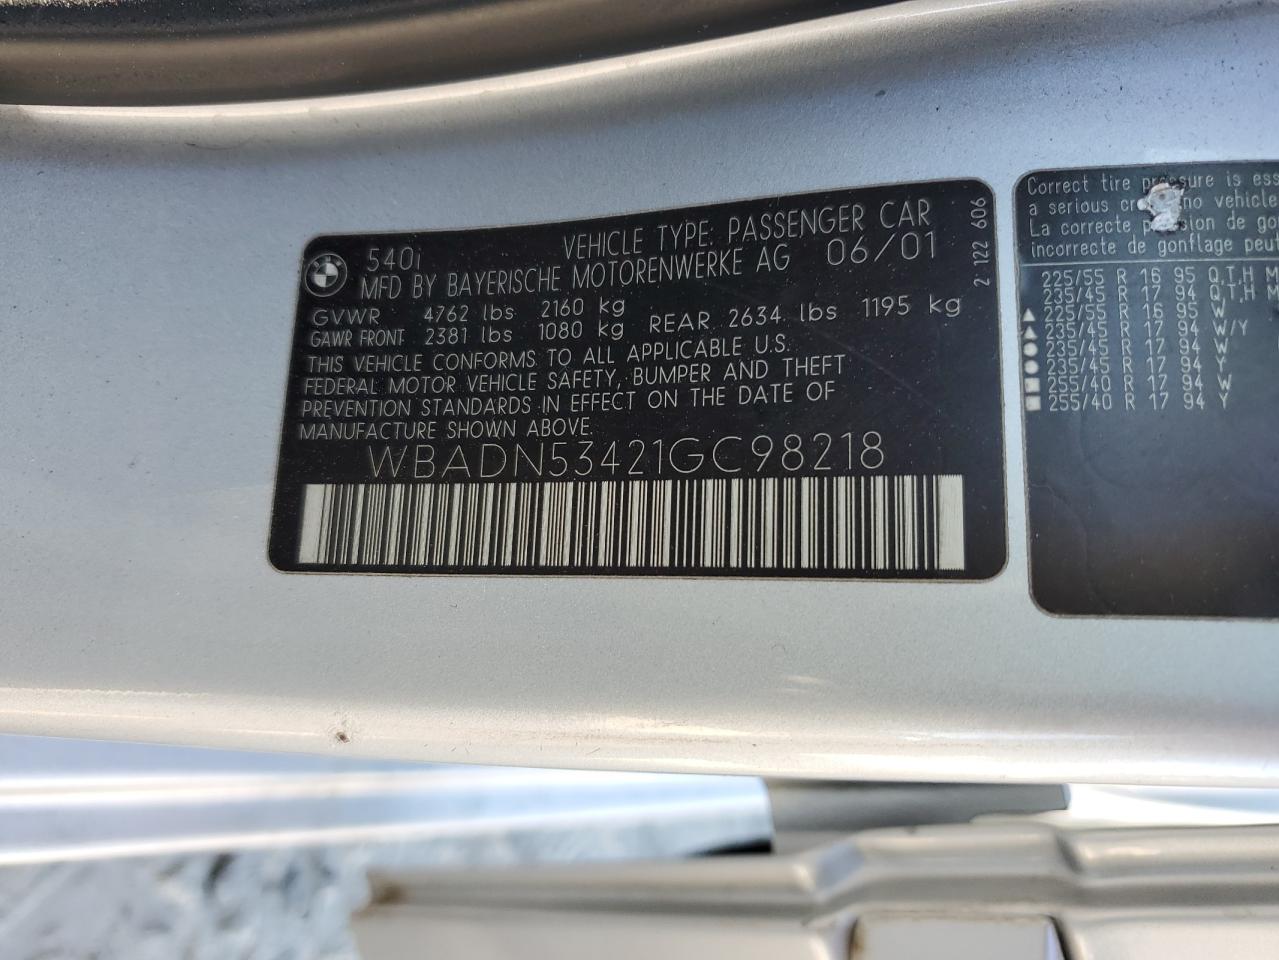 540i VEHICLE TYPE: PASSENGER CAR
MFD BY BAYERISCHE MOTORENWERKE AG 06/01
GVWR 4762 lbs 2160 kg
GAWR FRONT 2381 lbs 1080 kg REAR 2634 lbs 1195 kg
THIS VEHICLE CONFORMS TO ALL APPLICABLE U.S.
FEDERAL MOTOR VEHICLE SAFETY, BUMPER AND THEFT
PREVENTION STANDARDS IN EFFECT ON THE DATE OF
MANUFACTURE SHOWN ABOVE.
WBADN53421GC98218
2 122 606
Correct tire pressure is
a serious no vehicle
La correcte de
incorrecte de gonflage
225/55 R 16 95 Q,T,H
235/45 R 17 94 Q,T,H
225/55 R 16 95 W
235/45 R 17 94 W/Y
235/45 R 17 94 W
235/45 R 17 94 Y
255/40 R 17 94 W
255/40 R 17 94 Y